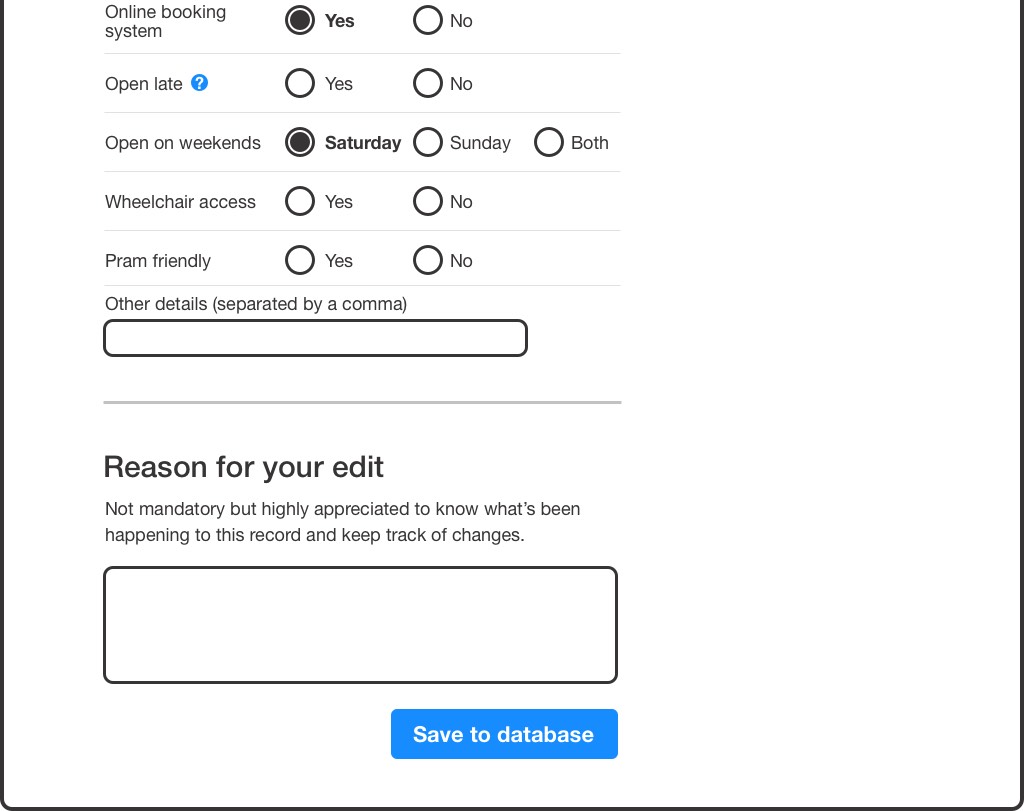 Online booking
system
Yes
No
Open late ?
Yes
No
Open on weekends
Saturday
Sunday
Both
Wheelchair access
Yes
No
Pram friendly
Yes
No
Other details (separated by a comma)
Reason for your edit
Not mandatory but highly appreciated to know what’s been
happening to this record and keep track of changes.
Save to database